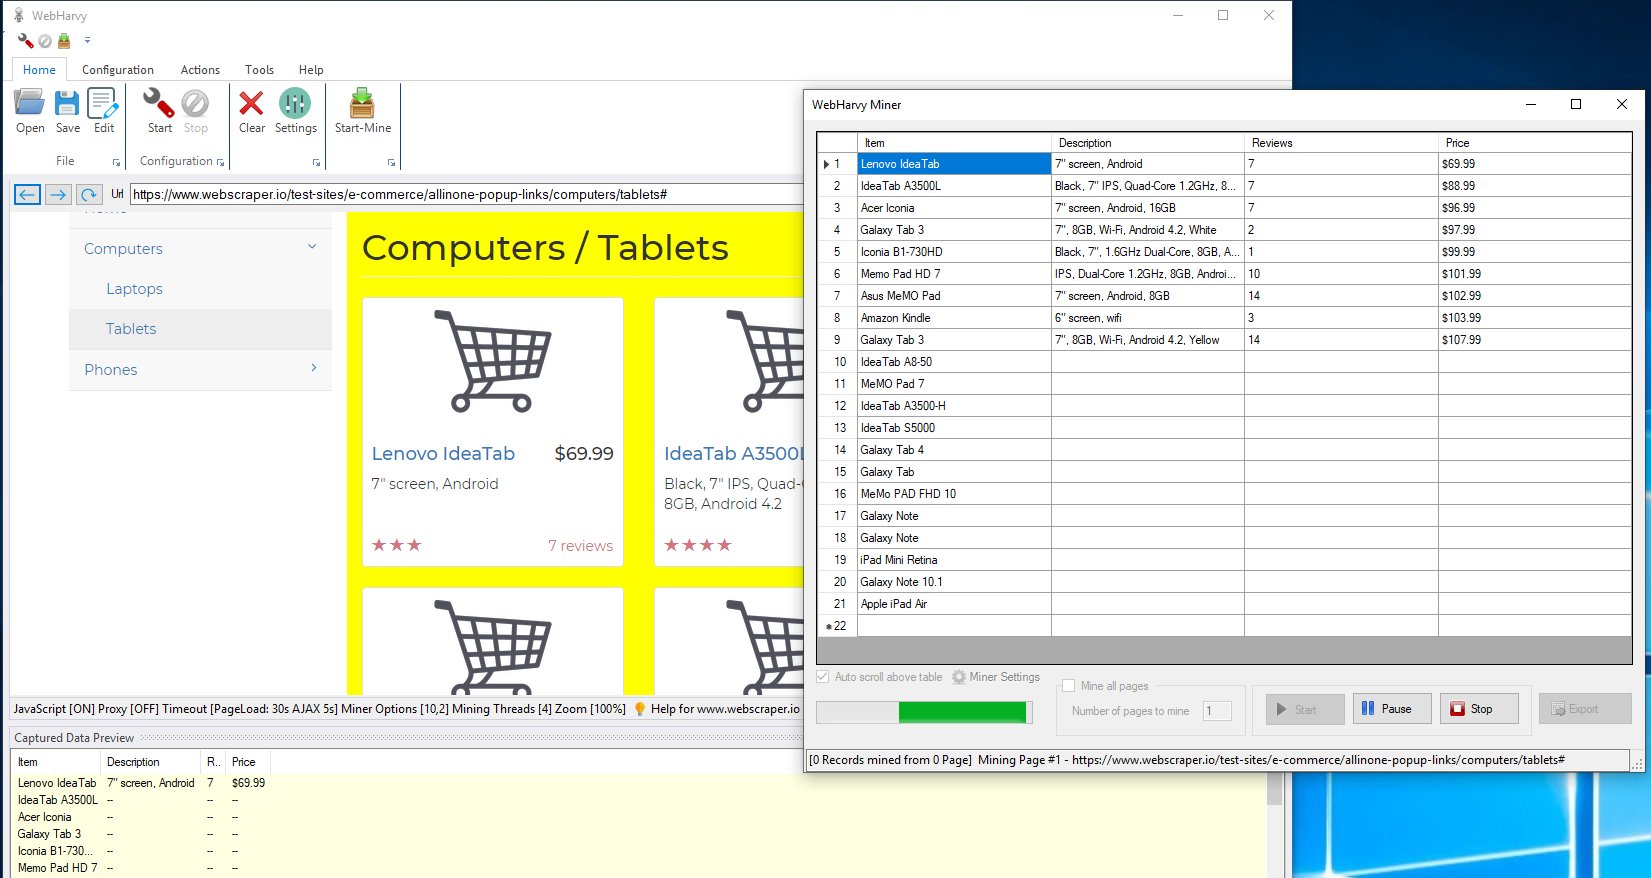 WebHarvy
Home Configuration Actions Tools Help
Open Save Edit Start Stop Clear Settings Start-Mine
File Configuration
Url https://www.webscraper.io/test-sites/e-commerce/allinone-popup-links/computers/tablets#
Home
Computers
Laptops
Tablets
Phones
Computers / Tablets
Lenovo IdeaTab $69.99
7" screen, Android
7 reviews
IdeaTab A3500L
Black, 7" IPS, Quad-
8GB, Android 4.2
JavaScript [ON] Proxy [OFF] Timeout [PageLoad: 30s AJAX 5s] Miner Options [10,2] Mining Threads [4] Zoom [100%] Help for www.webscraper.io
Captured Data Preview
Item Description R.. Price
Lenovo IdeaTab 7" screen, Android 7 $69.99
IdeaTab A3500L -- -- --
Acer Iconia -- -- --
Galaxy Tab 3 -- -- --
Iconia B1-730... -- -- --
Memo Pad HD 7 -- -- --
WebHarvy Miner
Item Description Reviews Price
1 Lenovo IdeaTab 7" screen, Android 7 $69.99
2 IdeaTab A3500L Black, 7" IPS, Quad-Core 1.2GHz, 8... 7 $88.99
3 Acer Iconia 7" screen, Android, 16GB 7 $96.99
4 Galaxy Tab 3 7", 8GB, Wi-Fi, Android 4.2, White 2 $97.99
5 Iconia B1-730HD Black, 7", 1.6GHz Dual-Core, 8GB, A... 1 $99.99
6 Memo Pad HD 7 IPS, Dual-Core 1.2GHz, 8GB, Androi... 10 $101.99
7 Asus MeMO Pad 7" screen, Android, 8GB 14 $102.99
8 Amazon Kindle 6" screen, wifi 3 $103.99
9 Galaxy Tab 3 7", 8GB, Wi-Fi, Android 4.2, Yellow 14 $107.99
10 IdeaTab A8-50
11 MeMO Pad 7
12 IdeaTab A3500-H
13 IdeaTab S5000
14 Galaxy Tab 4
15 Galaxy Tab
16 MeMo PAD FHD 10
17 Galaxy Note
18 Galaxy Note
19 iPad Mini Retina
20 Galaxy Note 10.1
21 Apple iPad Air
22
Auto scroll above table Miner Settings
Mine all pages
Number of pages to mine 1
Start Pause Stop Export
[0 Records mined from 0 Page] Mining Page #1 - https://www.webscraper.io/test-sites/e-commerce/allinone-popup-links/computers/tablets#